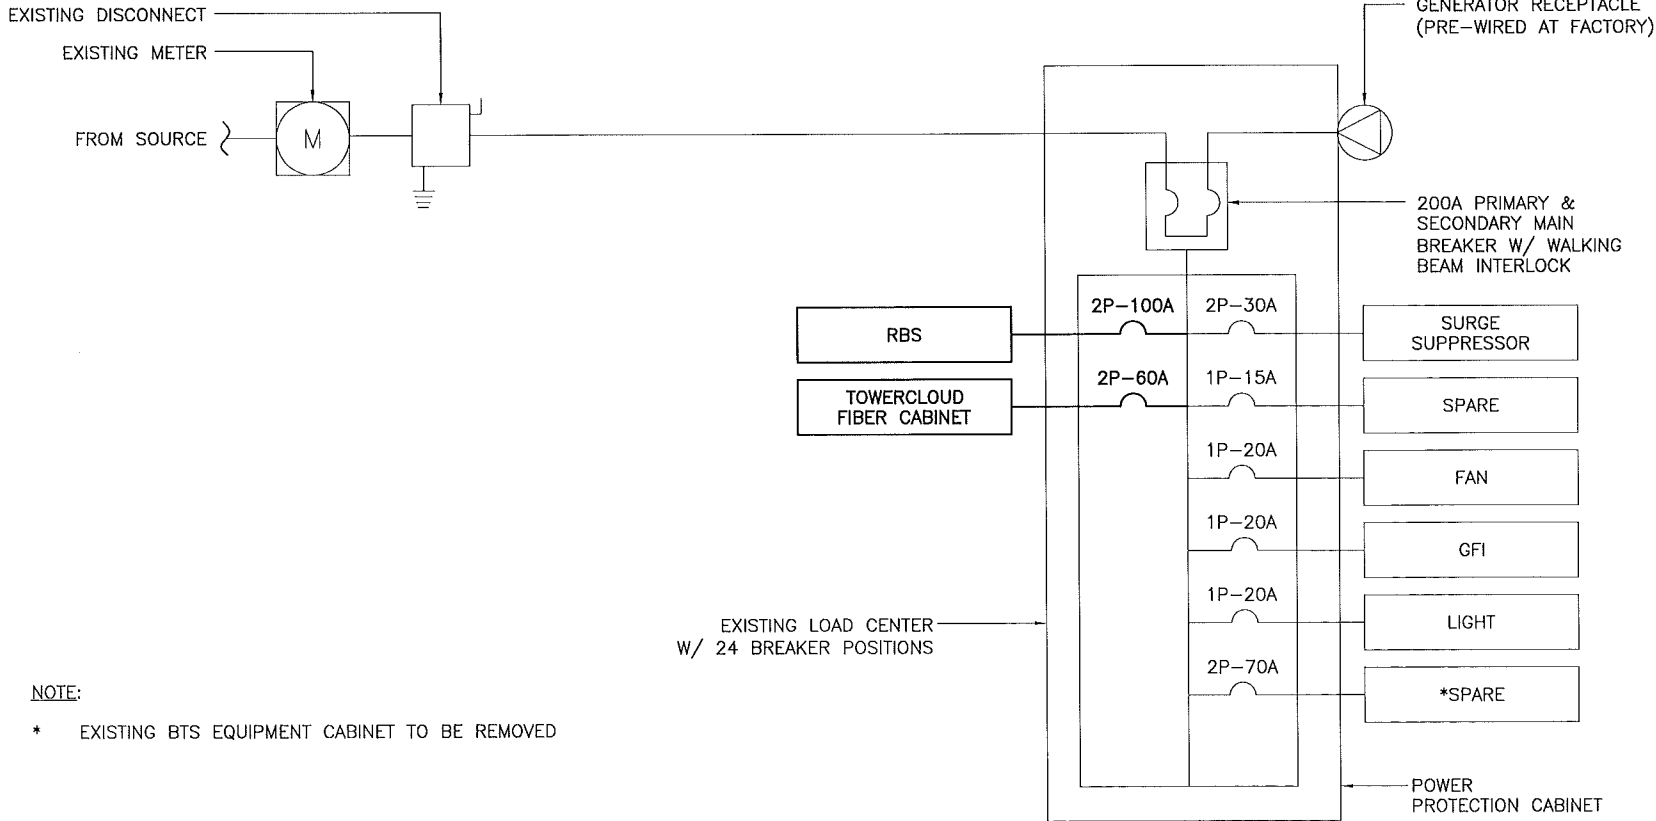 EXISTING DISCONNECT
EXISTING METER
FROM SOURCE
M
GENERATOR RECEPTACLE
(PRE-WIRED AT FACTORY)
200A PRIMARY &
SECONDARY MAIN
BREAKER W/ WALKING
BEAM INTERLOCK
2P-100A
2P-30A
RBS
SURGE
SUPPRESSOR
2P-60A
1P-15A
TOWERCLOUD
FIBER CABINET
SPARE
1P-20A
FAN
1P-20A
GFI
1P-20A
LIGHT
EXISTING LOAD CENTER
W/ 24 BREAKER POSITIONS
2P-70A
*SPARE
NOTE:
* EXISTING BTS EQUIPMENT CABINET TO BE REMOVED
POWER
PROTECTION CABINET